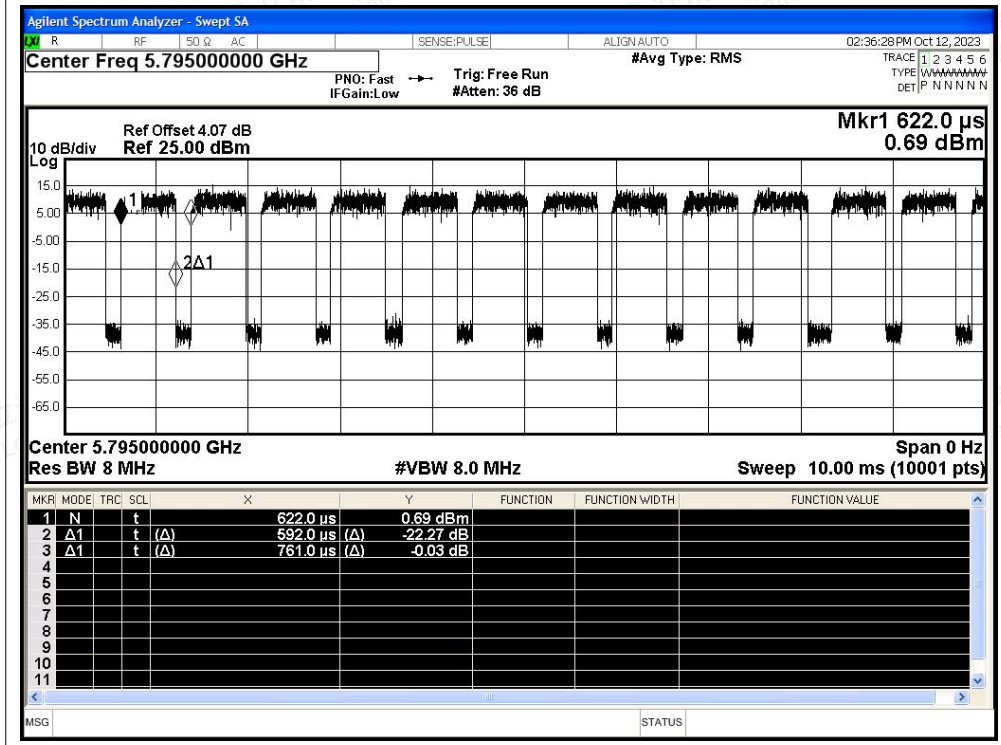 Agilent Spectrum Analyzer - Swept SA
LXI R RF 50 Ω AC SENSE:PULSE ALIGN AUTO 02:36:28 PM Oct 12, 2023
Center Freq 5.795000000 GHz #Avg Type: RMS TRACE 1 2 3 4 5 6
PNO: Fast Trig: Free Run TYPE
IFGain:Low #Atten: 36 dB DET P N N N N N
Mkr1 622.0 µs
Ref Offset 4.07 dB
10 dB/div Ref 25.00 dBm 0.69 dBm
Log
15.0
1
5.00
-5.00
2Δ1
-15.0
-25.0
-35.0
-45.0
-55.0
-65.0
Center 5.795000000 GHz Span 0 Hz
Res BW 8 MHz #VBW 8.0 MHz Sweep 10.00 ms (10001 pts)
MKR MODE TRC SCL X Y FUNCTION FUNCTION WIDTH FUNCTION VALUE
1 N t 622.0 µs 0.69 dBm
2 Δ1 t (Δ) 592.0 µs (Δ) -22.27 dB
3 Δ1 t (Δ) 761.0 µs (Δ) -0.03 dB
4
5
6
7
8
9
10
11
MSG STATUS